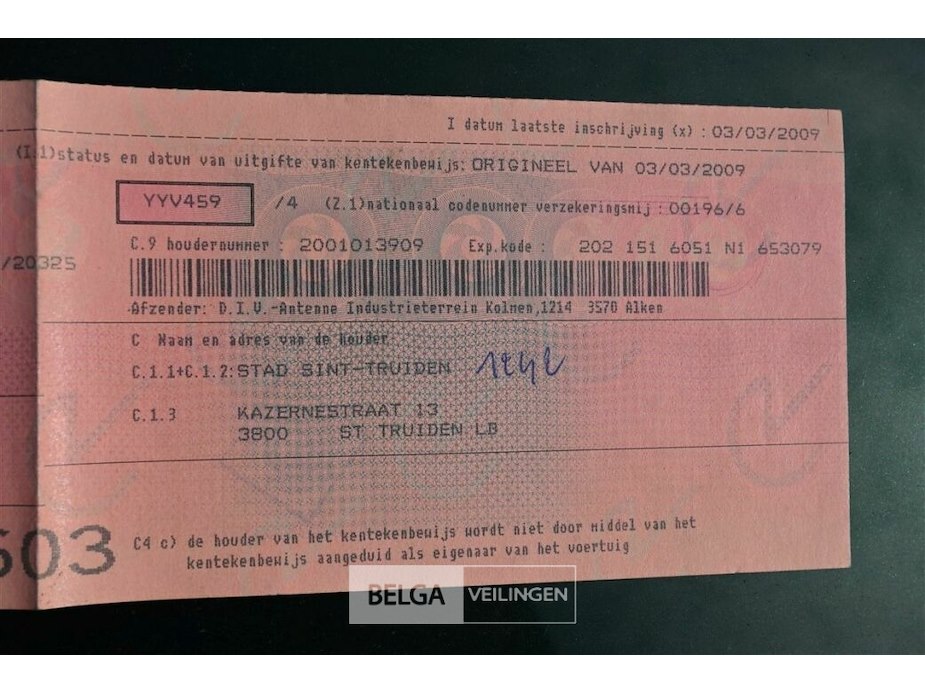 I datum laatste inschrijving (x) : 03/03/2009
(I.1)status en datum van uitgifte van kentekenbewijs: ORIGINEEL VAN 03/03/2009
YYV459 /4 (Z.1)nationaal codenummer verzekeringsmij : 00196/6
C.9 houdernummer : 2001013909 Exp.kode : 202 151 6051 N1 653079
/20325
Afzender: D.I.V.-Antenne Industrieterrein Kolmen,1214 3570 Alken
C Naam en adres van de houder
C.1.1+C.1.2:STAD SINT-TRUIDEN 1242
C.1.3 KAZERNESTRAAT 13
3800 ST TRUIDEN LB
603
C4 c) de houder van het kentekenbewijs wordt niet door middel van het
kentekenbewijs aangeduid als eigenaar van het voertuig
BELGA VEILINGEN